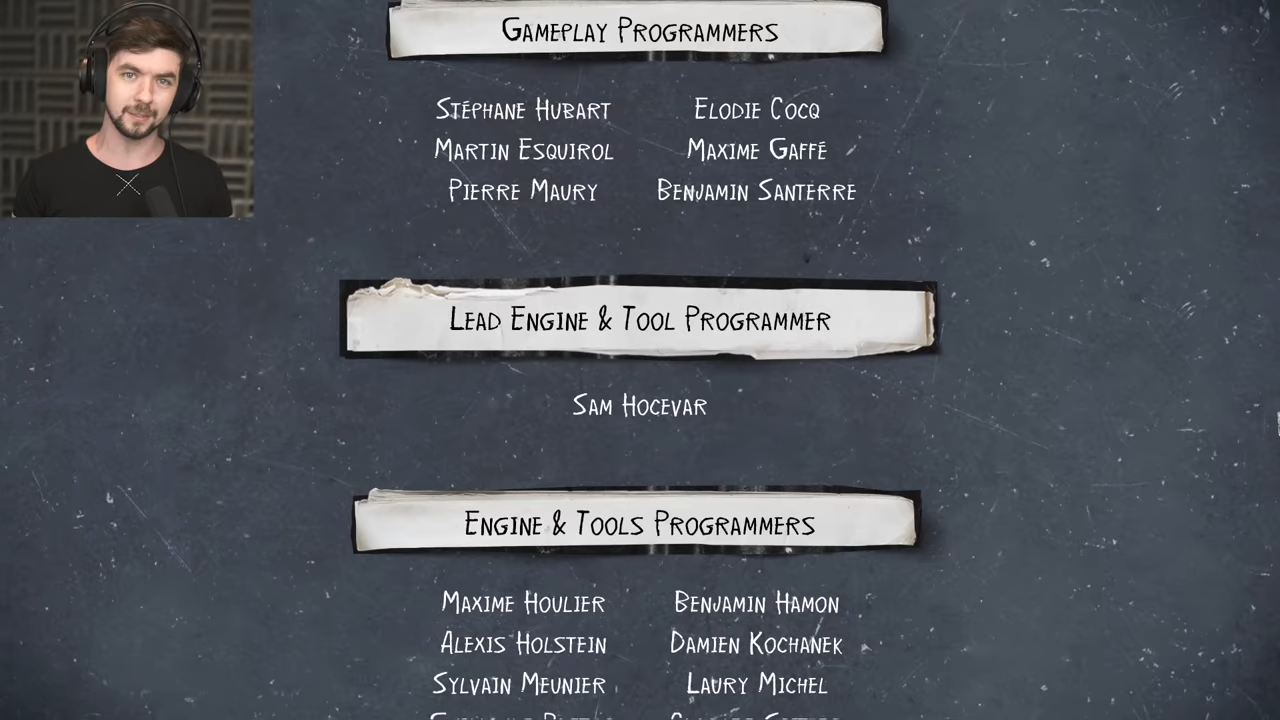 GAMEPLAY PROGRAMMERS
STÉPHANE HUBART ELODIE COCQ
MARTIN ESQUIROL MAXIME GAFFÉ
PIERRE MAURY BENJAMIN SANTERRE
LEAD ENGINE & TOOL PROGRAMMER
SAM HOCEVAR
ENGINE & TOOLS PROGRAMMERS
MAXIME HOULIER BENJAMIN HAMON
ALEXIS HOLSTEIN DAMIEN KOCHANEK
SYLVAIN MEUNIER LAURY MICHEL